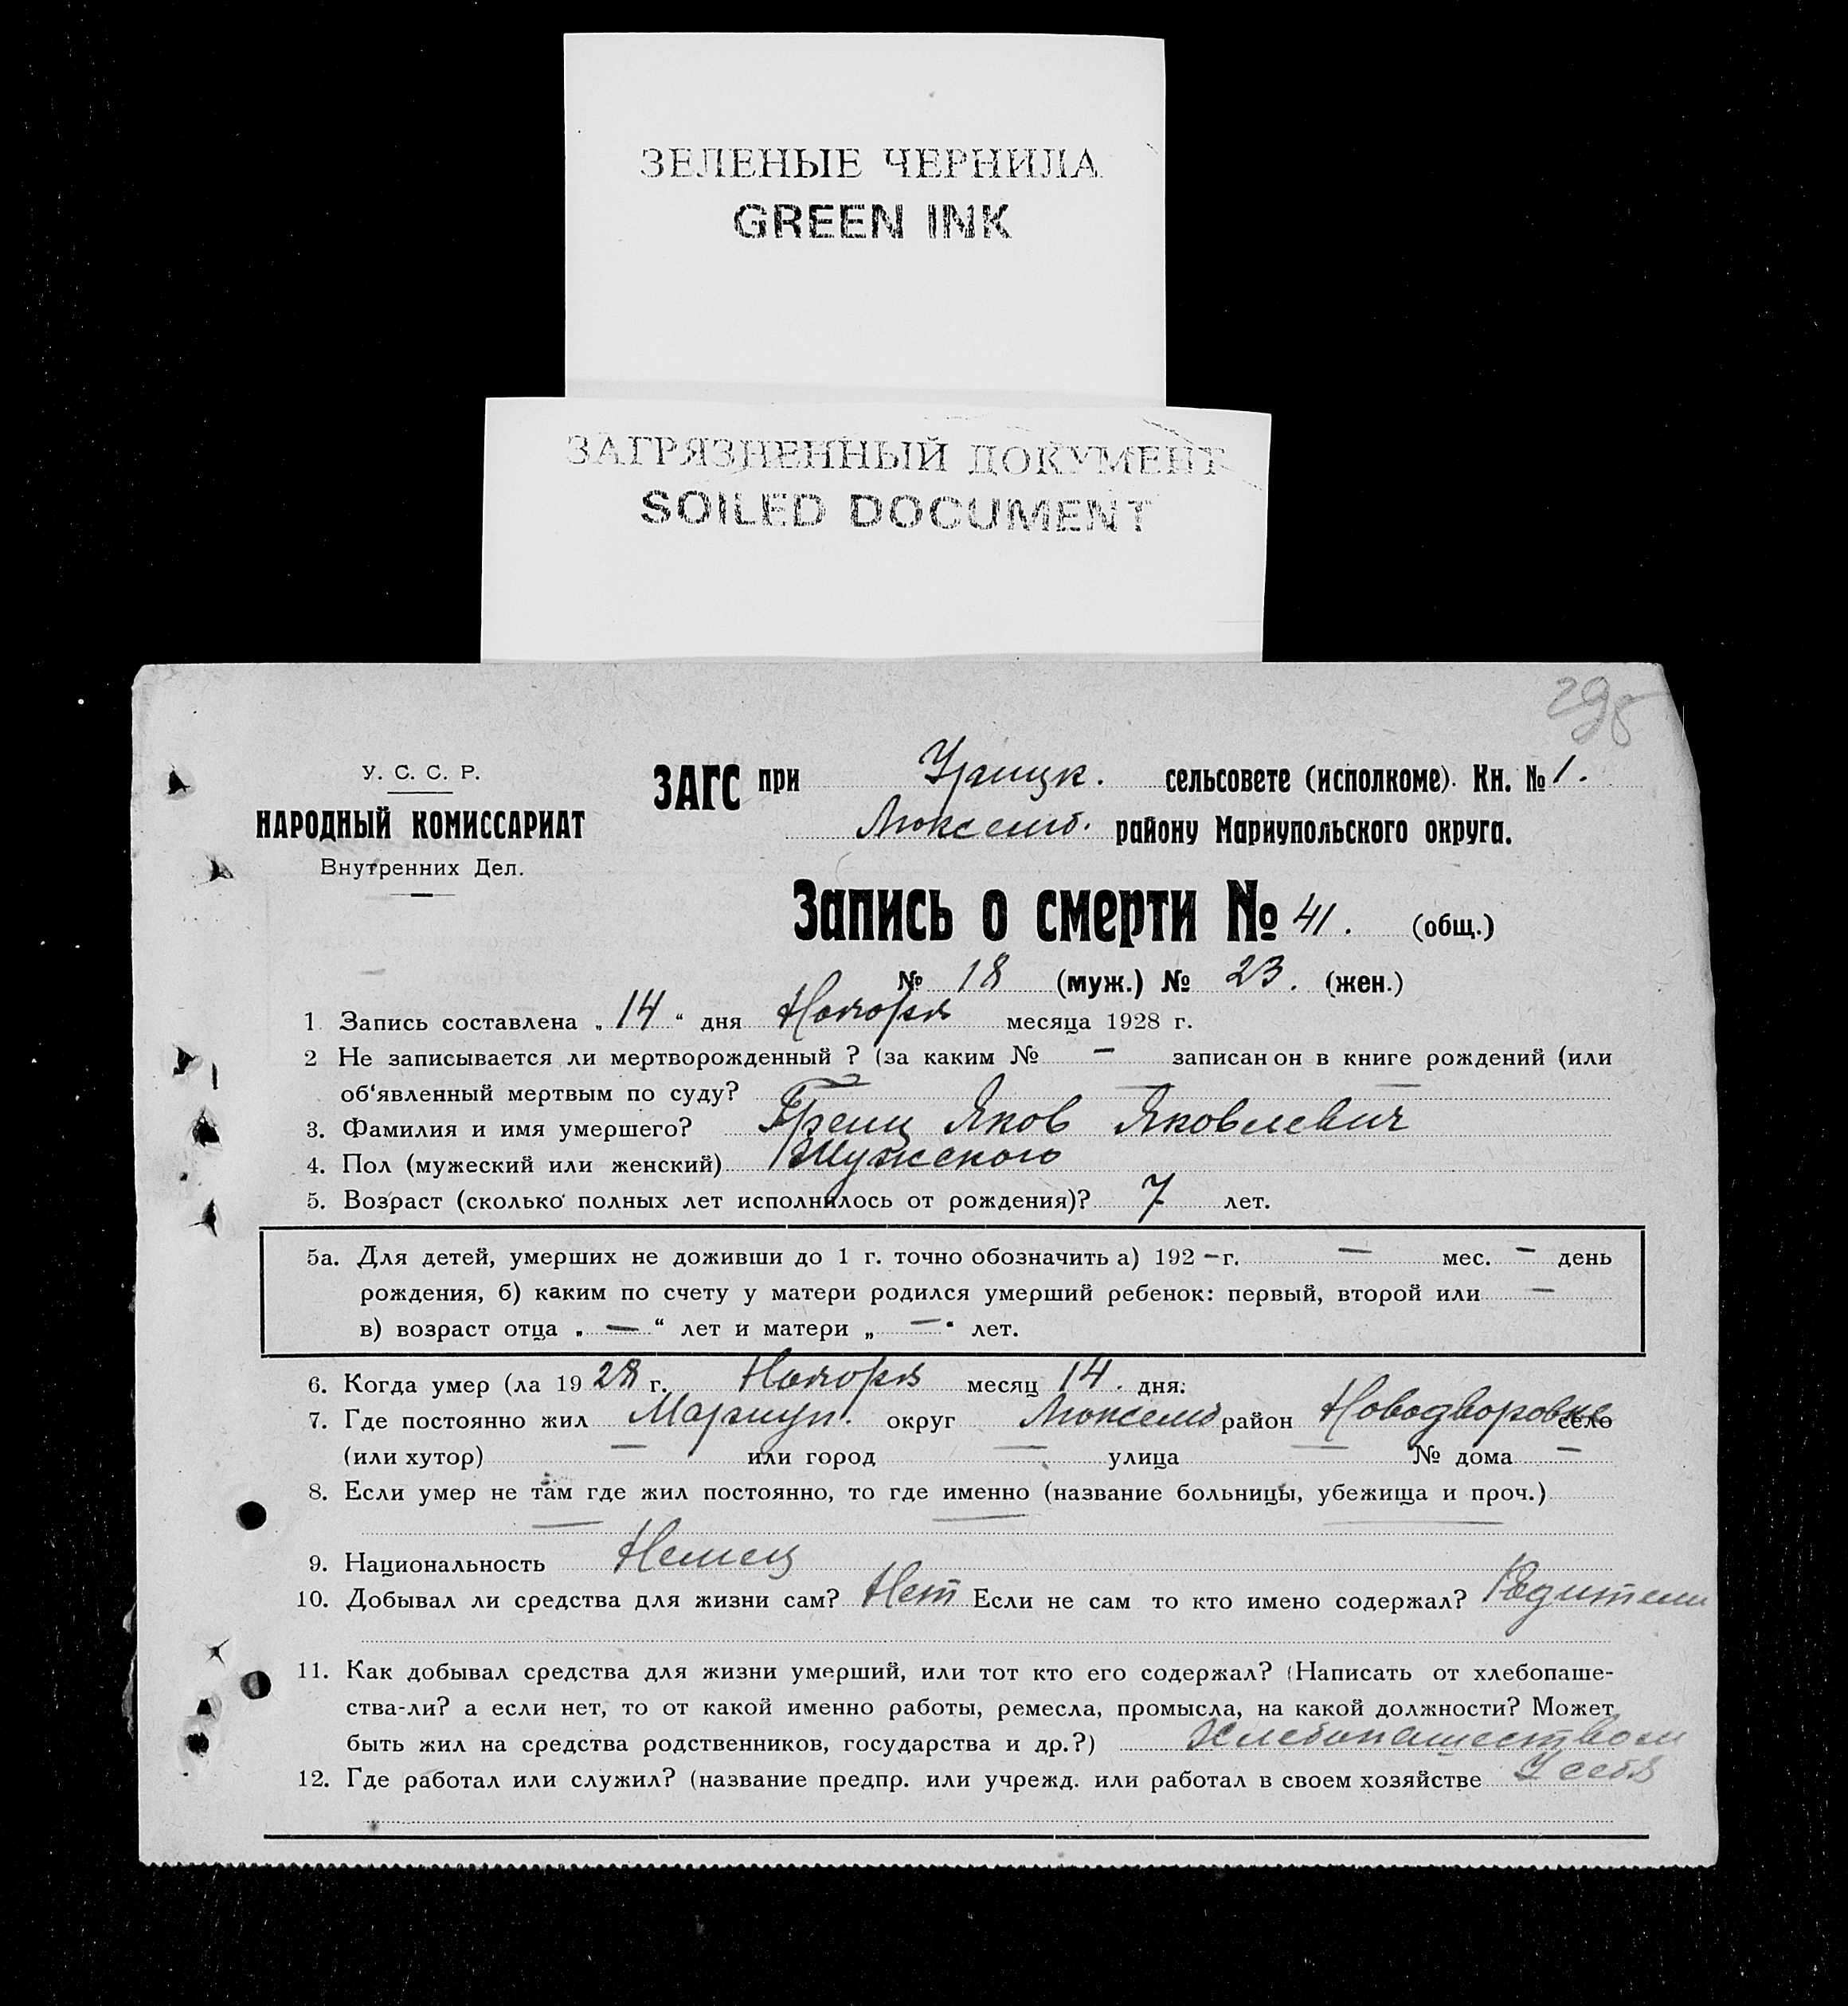 ЗЕЛЕНЫЕ ЧЕРНИЛА
GREEN INK
ЗАГРЯЗНЕННЫЙ ДОКУМЕНТ
SOILED DOCUMENT
У. С. С. Р.
НАРОДНЫЙ КОМИССАРИАТ
Внутренних Дел.
ЗАГС при Урицк. сельсовете (исполкоме). Кн. № 1.
Люксемб. району Мариупольского округа.
Запись о смерти № 41. (общ.)
№ 18 (муж.) № 23. (жен.)
1 Запись составлена „ 14 “ дня Ноября месяца 1928 г.
2 Не записывается ли мертворожденный ? (за каким № — записан он в книге рождений (или
об‘явленный мертвым по суду? —
3. Фамилия и имя умершего? Яков Яковлевич
4. Пол (мужеский или женский) Мужского
5. Возраст (сколько полных лет исполнилось от рождения)? 7 лет.
5а. Для детей, умерших не доживши до 1 г. точно обозначить а) 192 — г. — мес. — день
рождения, б) каким по счету у матери родился умерший ребенок: первый, второй или —
в) возраст отца „ — “ лет и матери „ — “ лет.
6. Когда умер (ла 19 28 г. Ноября месяц 14. дня.
7. Где постоянно жил Мариуп. округ Люксемб район Новодворовке село
(или хутор) — или город — улица — № дома —
8. Если умер не там где жил постоянно, то где именно (название больницы, убежища и проч.)
— — —
9. Национальность Немец
10. Добывал ли средства для жизни сам? Нет Если не сам то кто имено содержал? Родители
11. Как добывал средства для жизни умерший, или тот кто его содержал? (Написать от хлебопаше-
ства-ли? а если нет, то от какой именно работы, ремесла, промысла, на какой должности? Может
быть жил на средства родственников, государства и др.?) Хлебопашеством
12. Где работал или служил? (название предпр. или учрежд. или работал в своем хозяйстве У себя